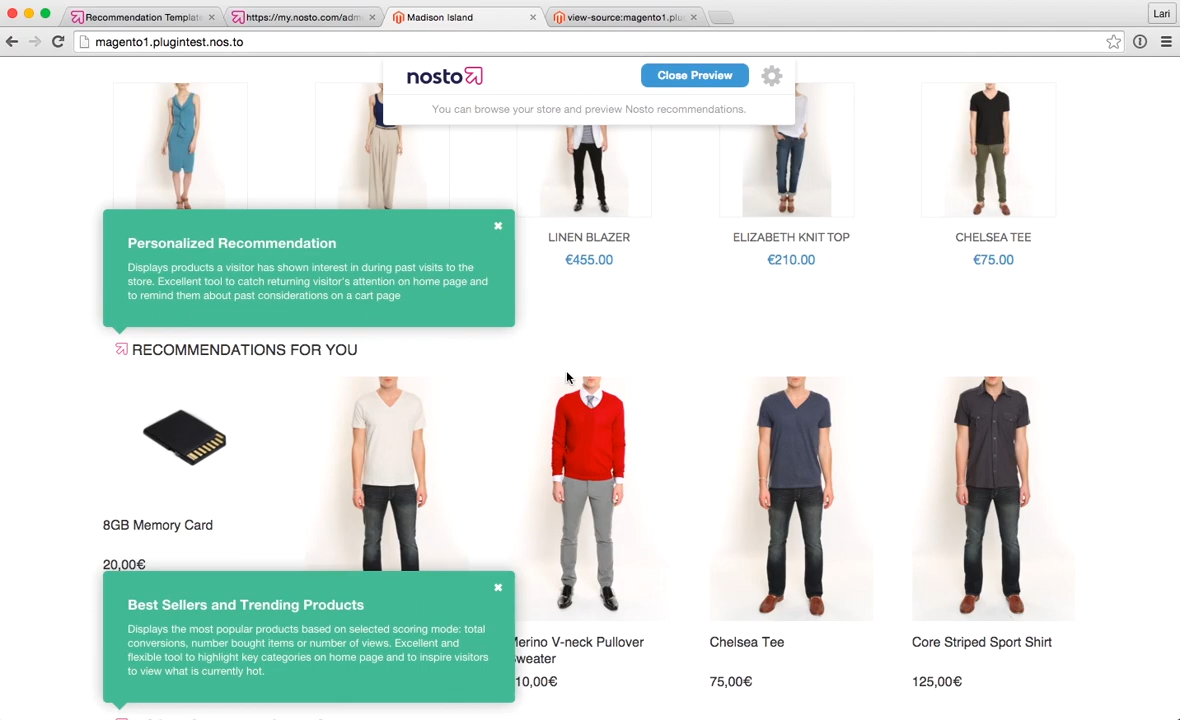 Recommendation Template
https://my.nosto.com/adm
Madison Island
view-source:magento1.plug
Lari
magento1.plugintest.nos.to
nosto
Close Preview
You can browse your store and preview Nosto recommendations.
LINEN BLAZER
ELIZABETH KNIT TOP
CHELSEA TEE
€455.00
€210.00
€75.00
Personalized Recommendation
Displays products a visitor has shown interest in during past visits to the
store. Excellent tool to catch returning visitor's attention on home page and
to remind them about past considerations on a cart page
RECOMMENDATIONS FOR YOU
8GB Memory Card
20,00€
Best Sellers and Trending Products
Displays the most popular products based on selected scoring mode: total
conversions, number bought items or number of views. Excellent and
flexible tool to highlight key categories on home page and to inspire visitors
to view what is currently hot.
Merino V-neck Pullover
Sweater
10,00€
Chelsea Tee
75,00€
Core Striped Sport Shirt
125,00€